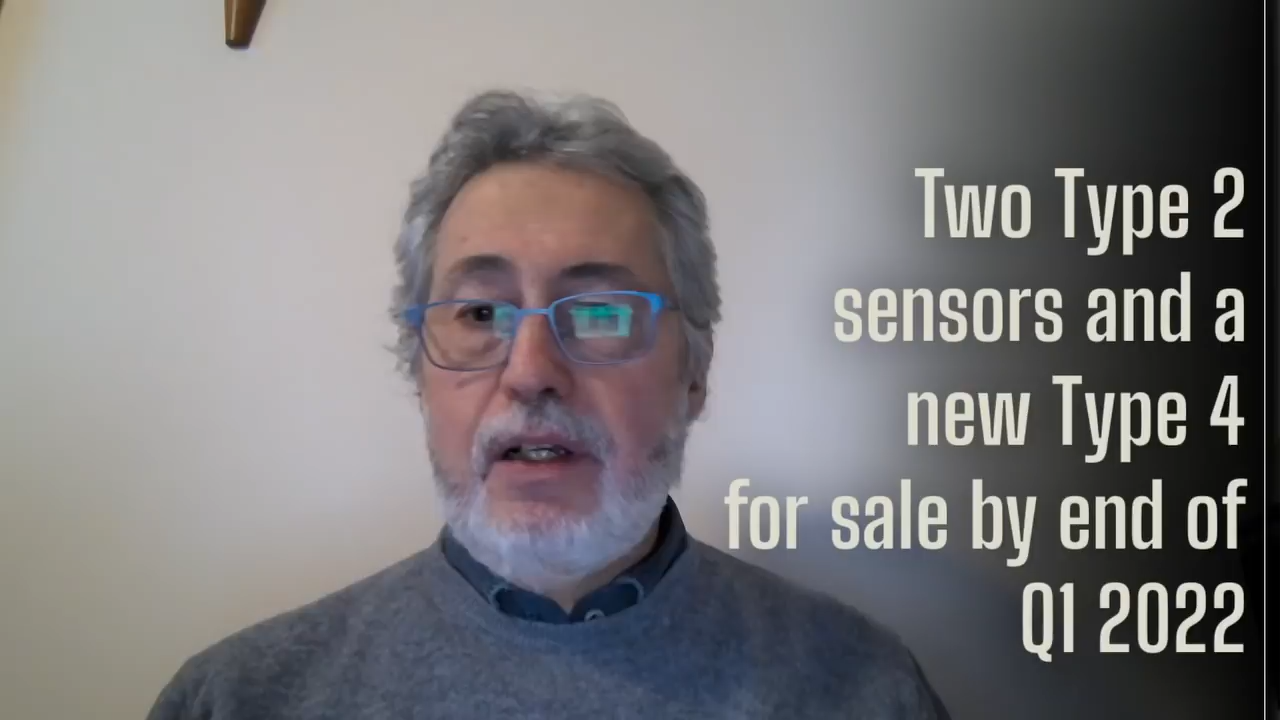 Two Type 2
sensors and a
new Type 4
for sale by end of
Q1 2022